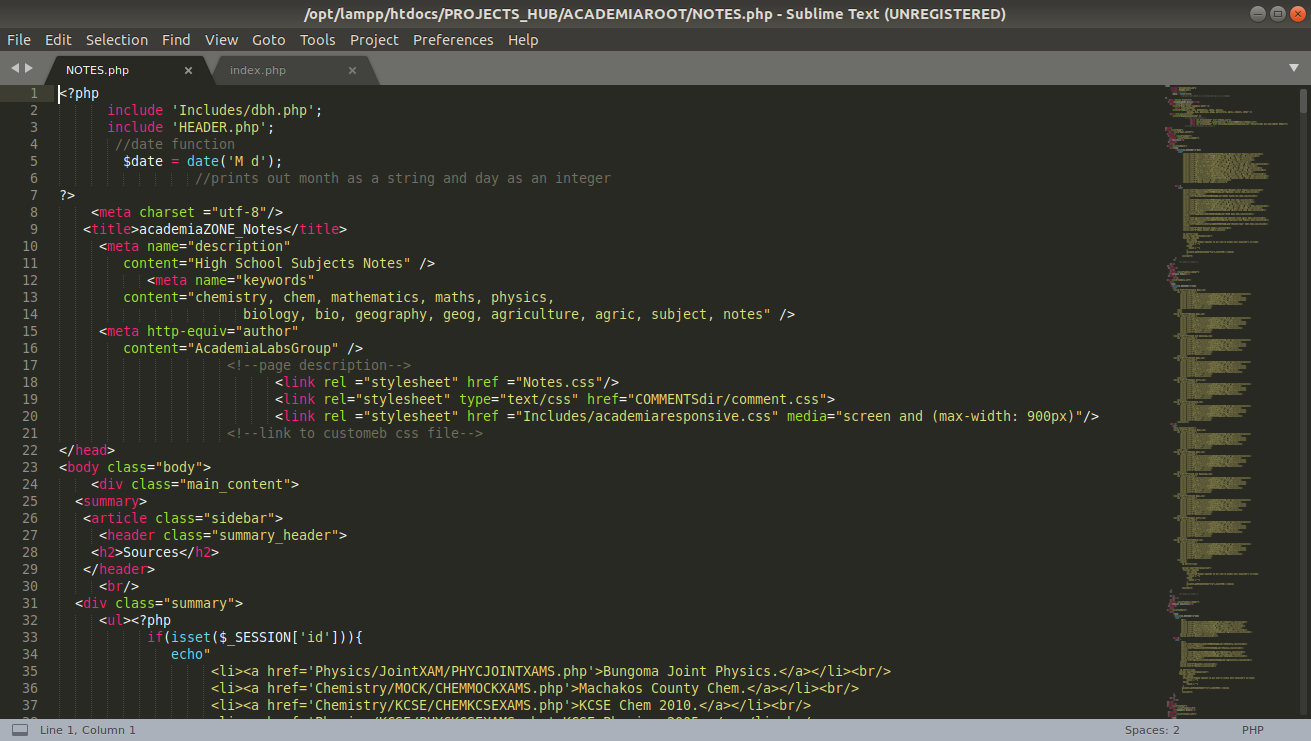 /opt/lampp/htdocs/PROJECTS_HUB/ACADEMIAROOT/NOTES.php - Sublime Text (UNREGISTERED)
File Edit Selection Find View Goto Tools Project Preferences Help
NOTES.php index.php
1 <?php
2 include 'Includes/dbh.php';
3 include 'HEADER.php';
4 //date function
5 $date = date('M d');
6 //prints out month as a string and day as an integer
7 ?>
8 <meta charset ="utf-8"/>
9 <title>academiaZONE_Notes</title>
10 <meta name="description"
11 content="High School Subjects Notes" />
12 <meta name="keywords"
13 content="chemistry, chem, mathematics, maths, physics,
14 biology, bio, geography, geog, agriculture, agric, subject, notes" />
15 <meta http-equiv="author"
16 content="AcademiaLabsGroup" />
17 <!--page description-->
18 <link rel ="stylesheet" href ="Notes.css"/>
19 <link rel="stylesheet" type="text/css" href="COMMENTSdir/comment.css">
20 <link rel ="stylesheet" href ="Includes/academiaresponsive.css" media="screen and (max-width: 900px)"/>
21 <!--link to customeb css file-->
22 </head>
23 <body class="body">
24 <div class="main_content">
25 <summary>
26 <article class="sidebar">
27 <header class="summary_header">
28 <h2>Sources</h2>
29 </header>
30 <br/>
31 <div class="summary">
32 <ul><?php
33 if(isset($_SESSION['id'])){
34 echo"
35 <li><a href='Physics/JointXAM/PHYCJOINTXAMS.php'>Bungoma Joint Physics.</a></li><br/>
36 <li><a href='Chemistry/MOCK/CHEMMOCKXAMS.php'>Machakos County Chem.</a></li><br/>
37 <li><a href='Chemistry/KCSE/CHEMKCSEXAMS.php'>KCSE Chem 2010.</a></li><br/>
Line 1, Column 1 Spaces: 2 PHP